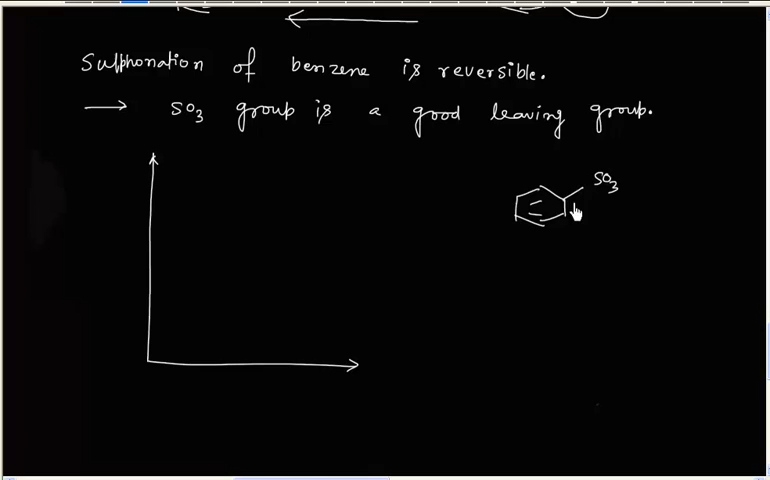 Sulphonation of benzene is reversible.
→ SO3 group is a good leaving group.
SO3